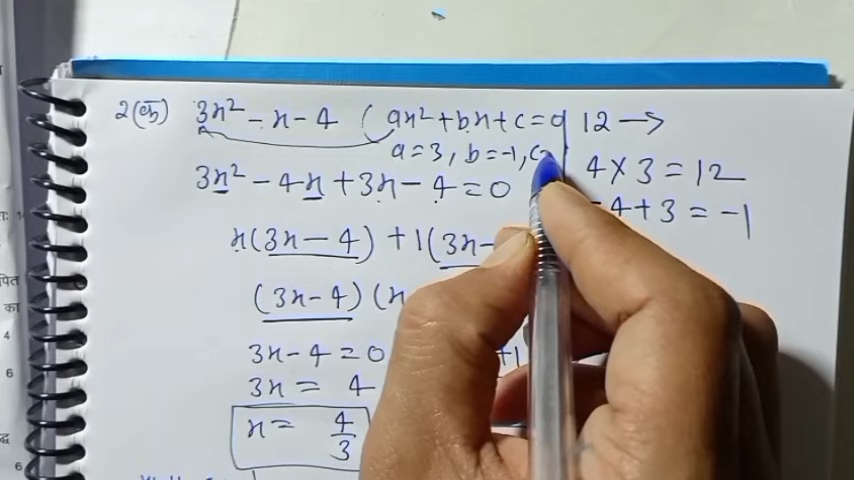 2(क) 3x² - x - 4 ( ax² + bx + c = 0
a = 3, b = -1, c
3x² - 4x + 3x - 4 = 0
x(3x - 4) + 1(3x -
(3x - 4) (x
3x - 4 = 0 +1
3x = 4
x = 4/3
12 →
4 × 3 = 12
-4 + 3 = -1